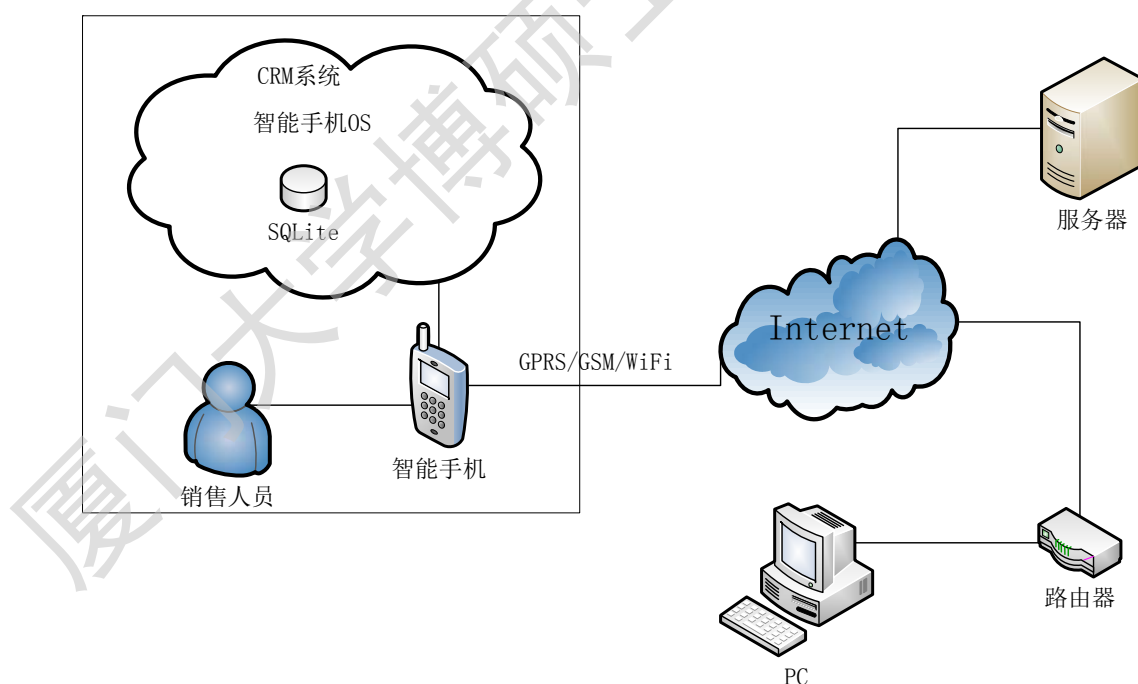 CRM系统
智能手机OS
SQLite
服务器
Internet
GPRS/GSM/WiFi
智能手机
销售人员
路由器
PC
厦门大学博硕士